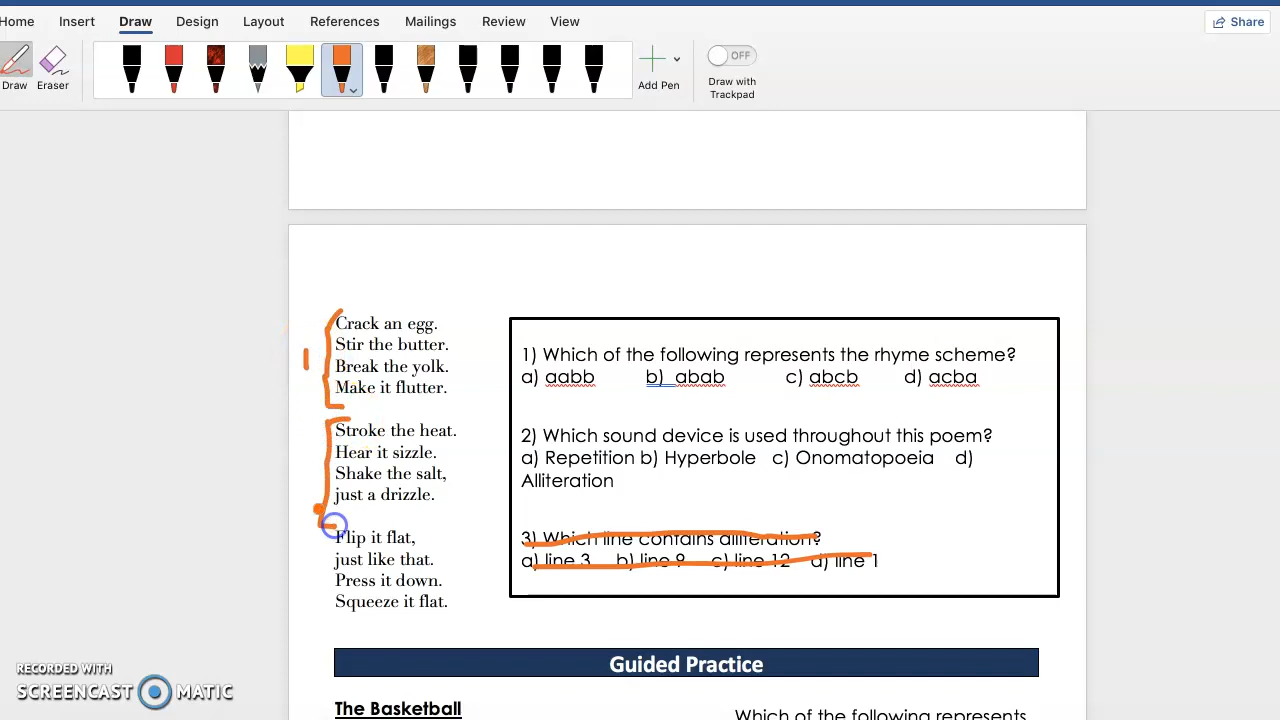 Home Insert Draw Design Layout References Mailings Review View Share
Draw Eraser Add Pen OFF Draw with Trackpad
Crack an egg.
Stir the butter.
Break the yolk.
Make it flutter.
1
Stroke the heat.
Hear it sizzle.
Shake the salt,
just a drizzle.
Flip it flat,
just like that.
Press it down.
Squeeze it flat.
1) Which of the following represents the rhyme scheme?
a) aabb b) abab c) abcb d) acba
2) Which sound device is used throughout this poem?
a) Repetition b) Hyperbole c) Onomatopoeia d)
Alliteration
3) Which line contains alliteration?
a) line 3 b) line 9 c) line 12 d) line 1
Guided Practice
The Basketball
Which of the following represents
RECORDED WITH
SCREENCAST MATIC